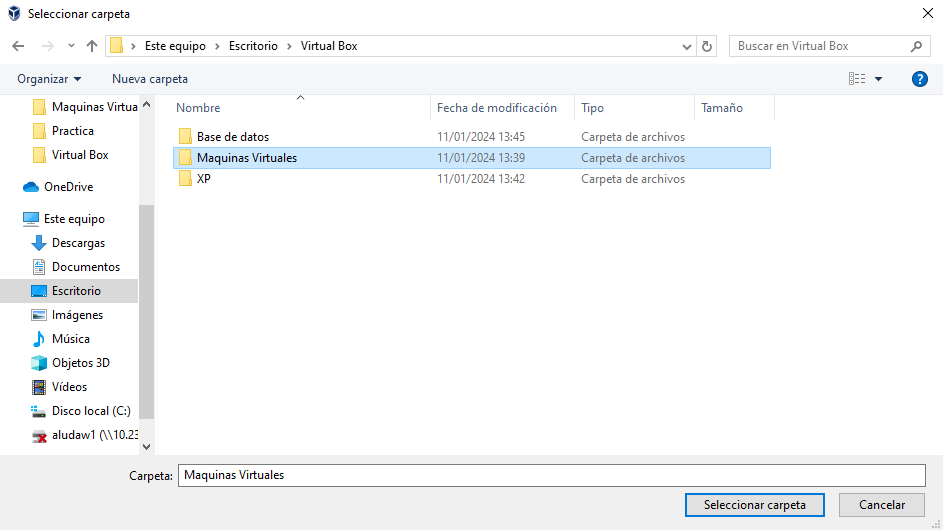 Seleccionar carpeta
Este equipo > Escritorio > Virtual Box
Buscar en Virtual Box
Organizar
Nueva carpeta
?
Maquinas Virtua
Practica
Virtual Box
OneDrive
Este equipo
Descargas
Documentos
Escritorio
Imágenes
Música
Objetos 3D
Vídeos
Disco local (C:)
aludaw1 (\\10.23
Nombre Fecha de modificación Tipo Tamaño
Base de datos 11/01/2024 13:45 Carpeta de archivos
Maquinas Virtuales 11/01/2024 13:39 Carpeta de archivos
XP 11/01/2024 13:42 Carpeta de archivos
Carpeta: Maquinas Virtuales
Seleccionar carpeta
Cancelar